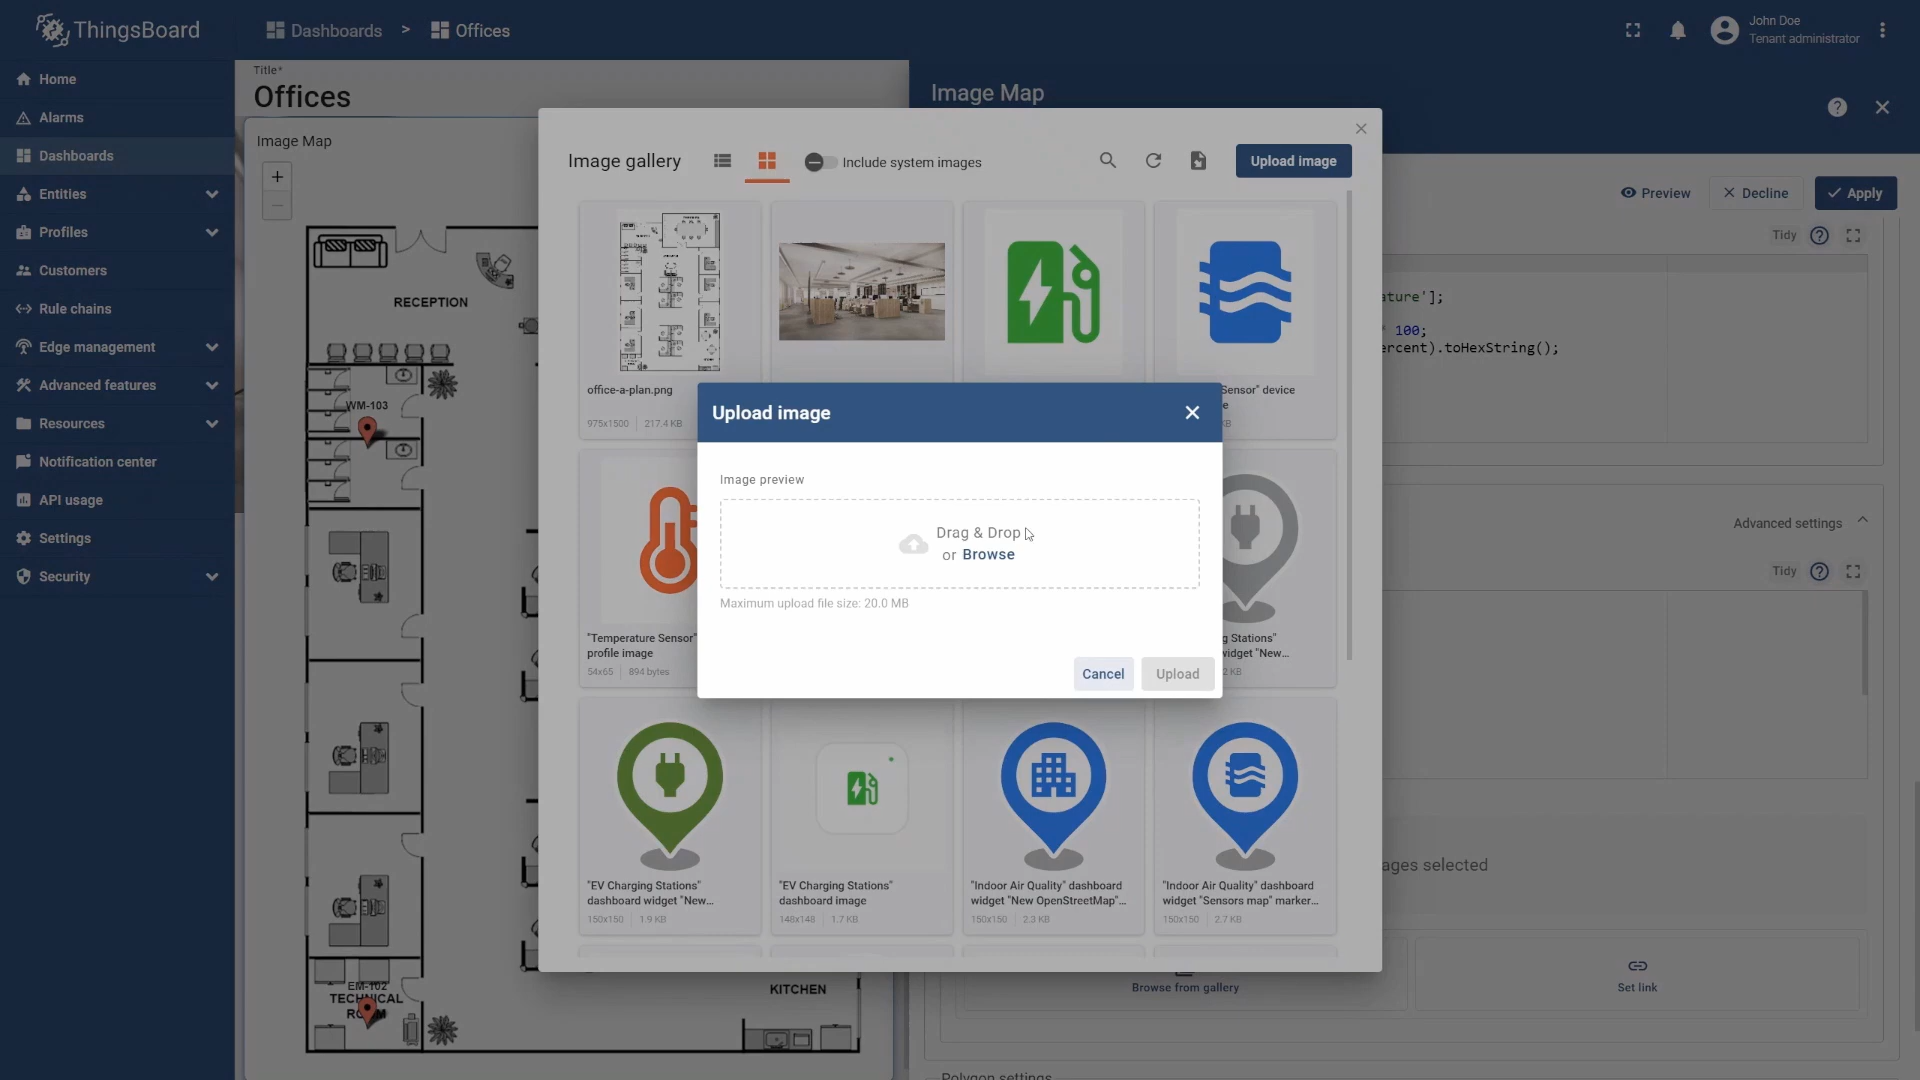 ThingsBoard
Dashboards > Offices
John Doe
Tenant administrator
Home
Alarms
Dashboards
Entities
Profiles
Customers
Rule chains
Edge management
Advanced features
Resources
Notification center
API usage
Settings
Security
Title*
Offices
Image Map
+
RECEPTION
WM-103
EM-102
TECHNICAL
KITCHEN
Image Map
Preview
Decline
Apply
Tidy
ature'];
* 100;
ercent).toHexString();
Advanced settings
Tidy
ages selected
Browse from gallery
Set link
Polygon settings
Image gallery
Include system images
Upload image
office-a-plan.png
975x1500 | 217.4 KB
Sensor" device
e
KB
"Temperature Sensor"
profile image
54x65 | 894 bytes
g Stations"
widget "New...
2 KB
"EV Charging Stations"
dashboard widget "New...
150x150 | 1.9 KB
"EV Charging Stations"
dashboard image
148x148 | 1.7 KB
"Indoor Air Quality" dashboard
widget "New OpenStreetMap"...
150x150 | 2.3 KB
"Indoor Air Quality" dashboard
widget "Sensors map" marker...
150x150 | 2.7 KB
Upload image
Image preview
Drag & Drop
or Browse
Maximum upload file size: 20.0 MB
Cancel
Upload